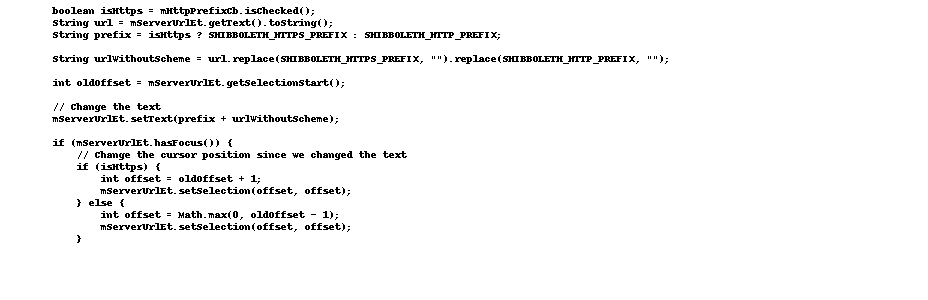 boolean isHttps = mHttpPrefixCb.isChecked();
String url = mServerUrlEt.getText().toString();
String prefix = isHttps ? SHIBBOLETH_HTTPS_PREFIX : SHIBBOLETH_HTTP_PREFIX;
String urlWithoutScheme = url.replace(SHIBBOLETH_HTTPS_PREFIX, "").replace(SHIBBOLETH_HTTP_PREFIX, "");
int oldOffset = mServerUrlEt.getSelectionStart();
// Change the text
mServerUrlEt.setText(prefix + urlWithoutScheme);
if (mServerUrlEt.hasFocus()) {
// Change the cursor position since we changed the text
if (isHttps) {
int offset = oldOffset + 1;
mServerUrlEt.setSelection(offset, offset);
} else {
int offset = Math.max(0, oldOffset - 1);
mServerUrlEt.setSelection(offset, offset);
}